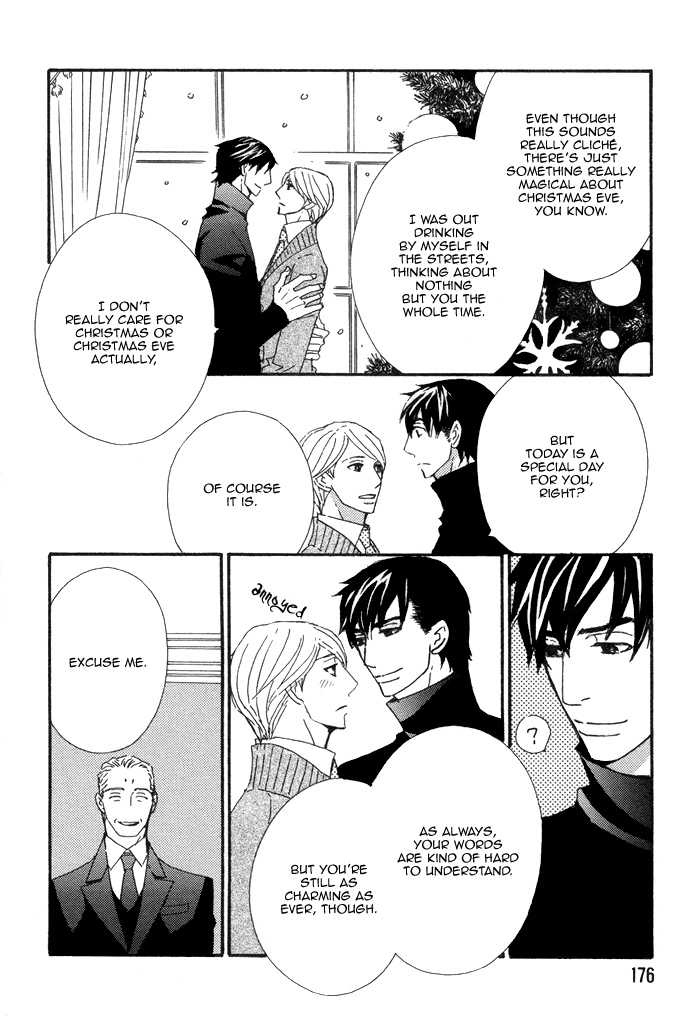 EVEN THOUGH
THIS SOUNDS
REALLY CLICHÉ,
THERE'S JUST
SOMETHING REALLY
MAGICAL ABOUT
CHRISTMAS EVE,
YOU KNOW.
I WAS OUT
DRINKING
BY MYSELF IN
THE STREETS,
THINKING ABOUT
NOTHING
BUT YOU THE
WHOLE TIME.
I DON'T
REALLY CARE FOR
CHRISTMAS OR
CHRISTMAS EVE
ACTUALLY,
BUT
TODAY IS A
SPECIAL DAY
FOR YOU,
RIGHT?
OF COURSE
IT IS.
?
annoyed
AS ALWAYS,
YOUR WORDS
ARE KIND OF HARD
TO UNDERSTAND.
BUT YOU'RE
STILL AS
CHARMING AS
EVER, THOUGH.
EXCUSE ME.
176